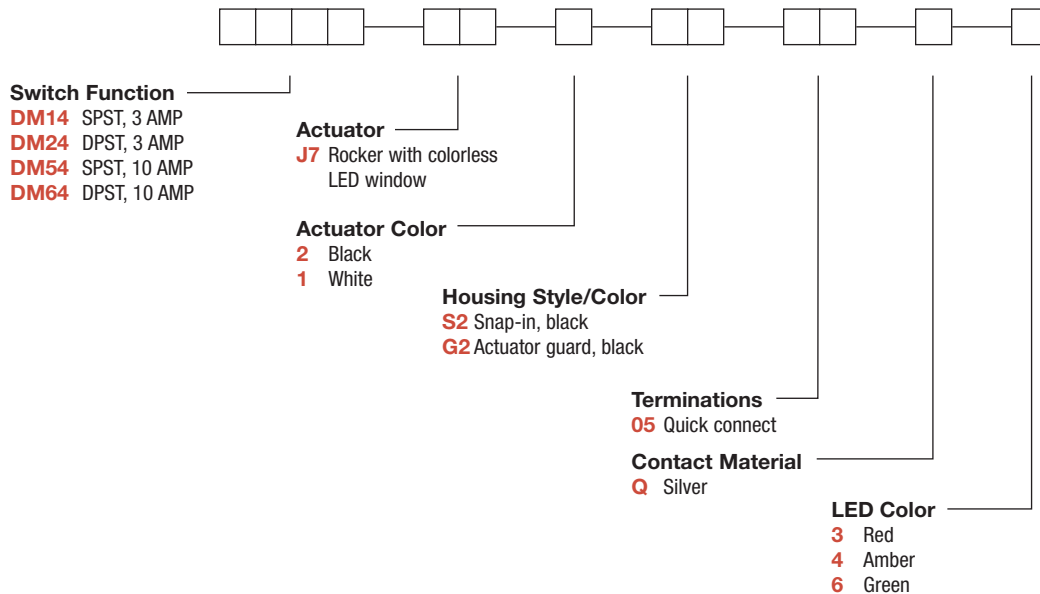 Switch Function
DM14 SPST, 3 AMP
DM24 DPST, 3 AMP
DM54 SPST, 10 AMP
DM64 DPST, 10 AMP
Actuator
J7 Rocker with colorless
LED window
Actuator Color
2 Black
1 White
Housing Style/Color
S2 Snap-in, black
G2 Actuator guard, black
Terminations
05 Quick connect
Contact Material
Q Silver
LED Color
3 Red
4 Amber
6 Green